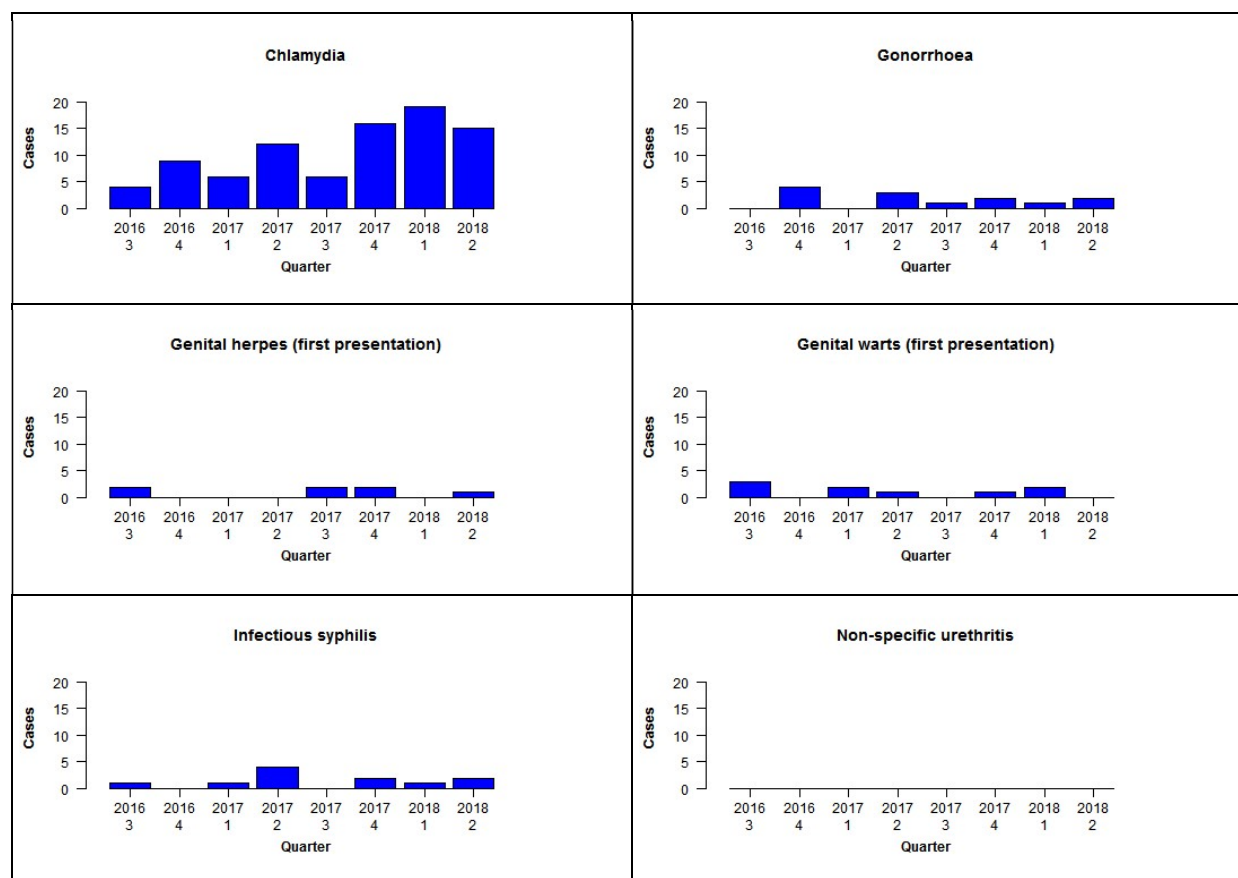 Chlamydia
Cases
20
15
10
5
0
2016 2016 2017 2017 2017 2017 2018 2018
3 4 1 2 3 4 1 2
Quarter
Gonorrhoea
Cases
20
15
10
5
0
2016 2016 2017 2017 2017 2017 2018 2018
3 4 1 2 3 4 1 2
Quarter
Genital herpes (first presentation)
Cases
20
15
10
5
0
2016 2016 2017 2017 2017 2017 2018 2018
3 4 1 2 3 4 1 2
Quarter
Genital warts (first presentation)
Cases
20
15
10
5
0
2016 2016 2017 2017 2017 2017 2018 2018
3 4 1 2 3 4 1 2
Quarter
Infectious syphilis
Cases
20
15
10
5
0
2016 2016 2017 2017 2017 2017 2018 2018
3 4 1 2 3 4 1 2
Quarter
Non-specific urethritis
Cases
20
15
10
5
0
2016 2016 2017 2017 2017 2017 2018 2018
3 4 1 2 3 4 1 2
Quarter